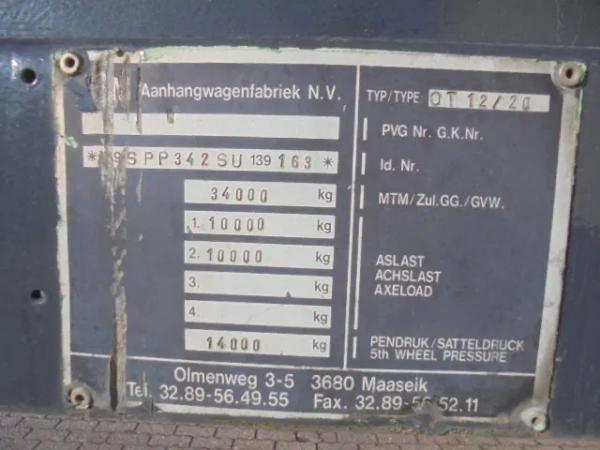 Aanhangwagenfabriek N.V. TYP/TYPE: OT 12/20
PVG Nr. G.K.Nr.
9SPP342SU139163 * Id. Nr.
34000 kg MTM/Zul.GG./GVW.
1. 10000 kg
2. 10000 kg ASLAST
3. kg ACHSLAST
AXELOAD
4. kg
14000 kg PENDRUK/SATTELDRUCK
5th WHEEL PRESSURE
Olmenweg 3-5 3680 Maaseik
Tel. 32.89-56.49.55 Fax. 32.89-56.52.11